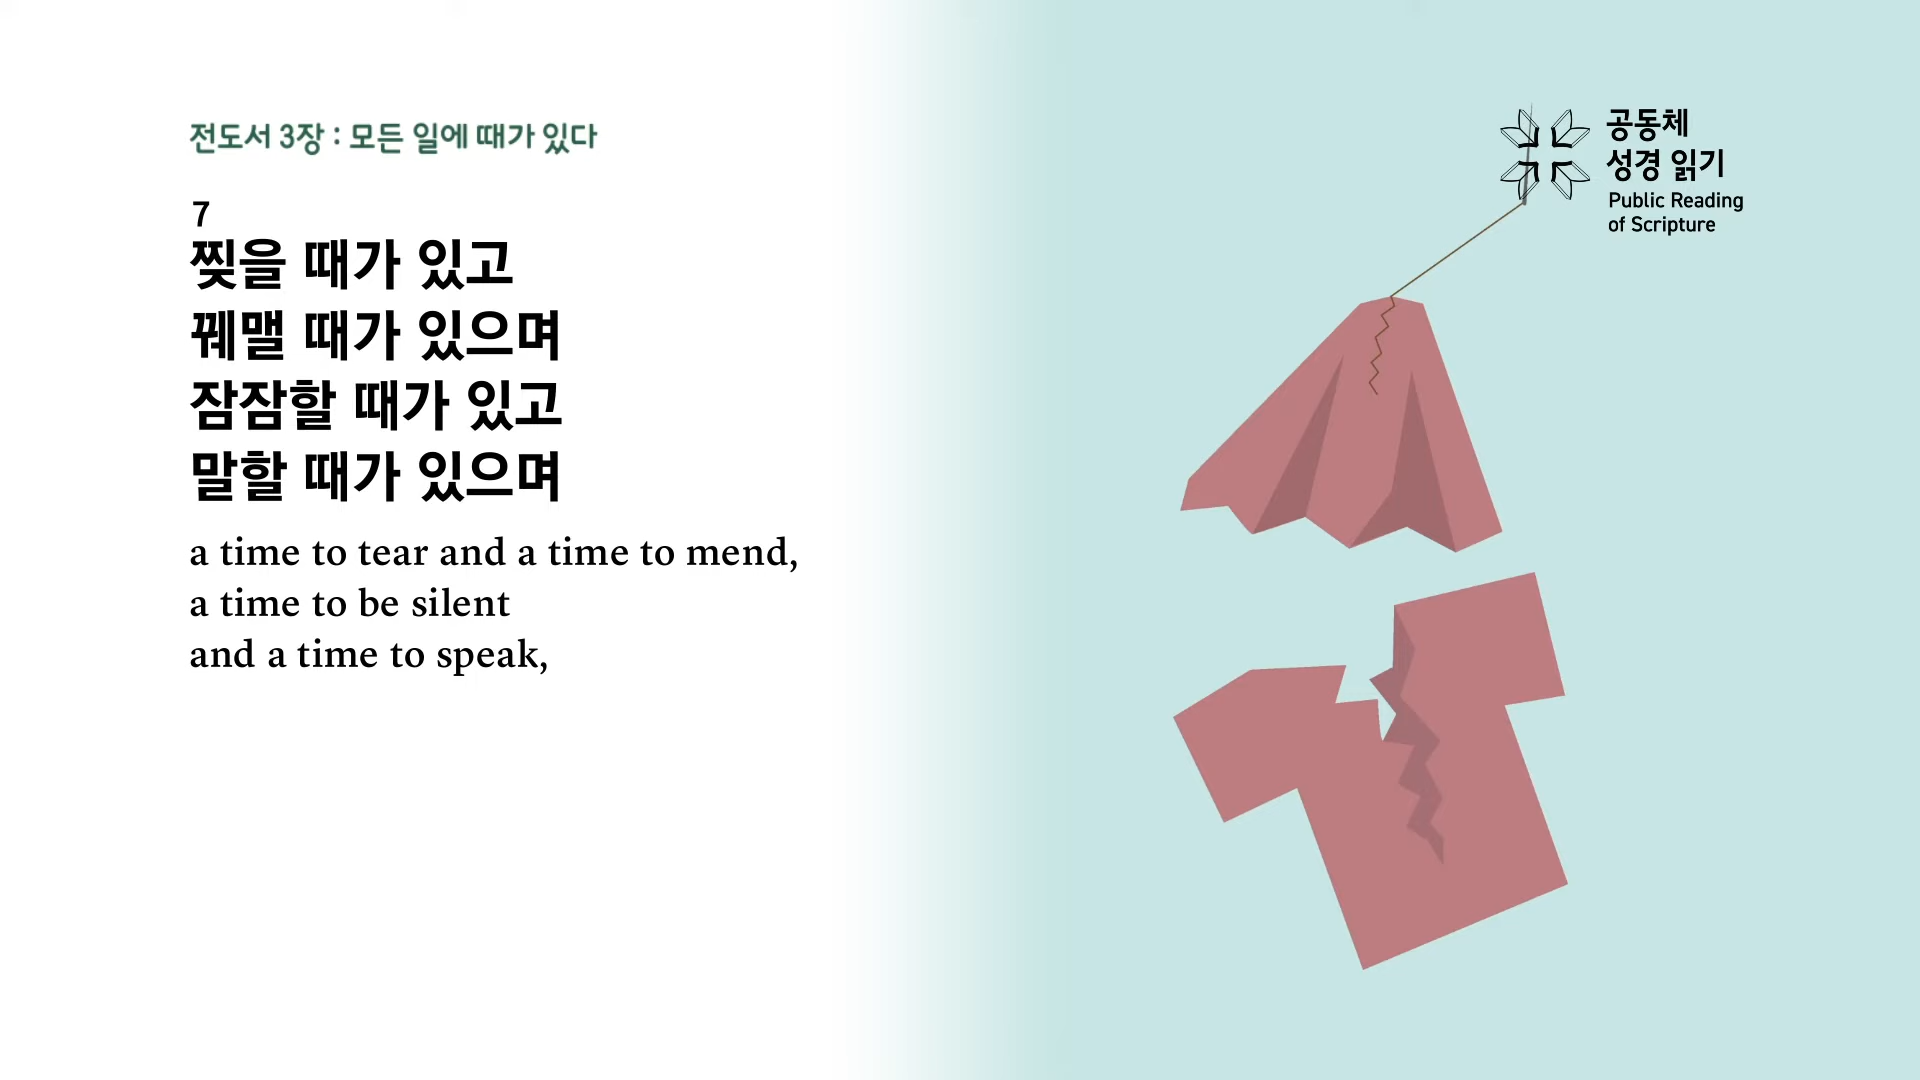 전도서 3장 : 모든 일에 때가 있다
7
찢을 때가 있고
꿰맬 때가 있으며
잠잠할 때가 있고
말할 때가 있으며
a time to tear and a time to mend,
a time to be silent
and a time to speak,
공동체
성경 읽기
Public Reading
of Scripture